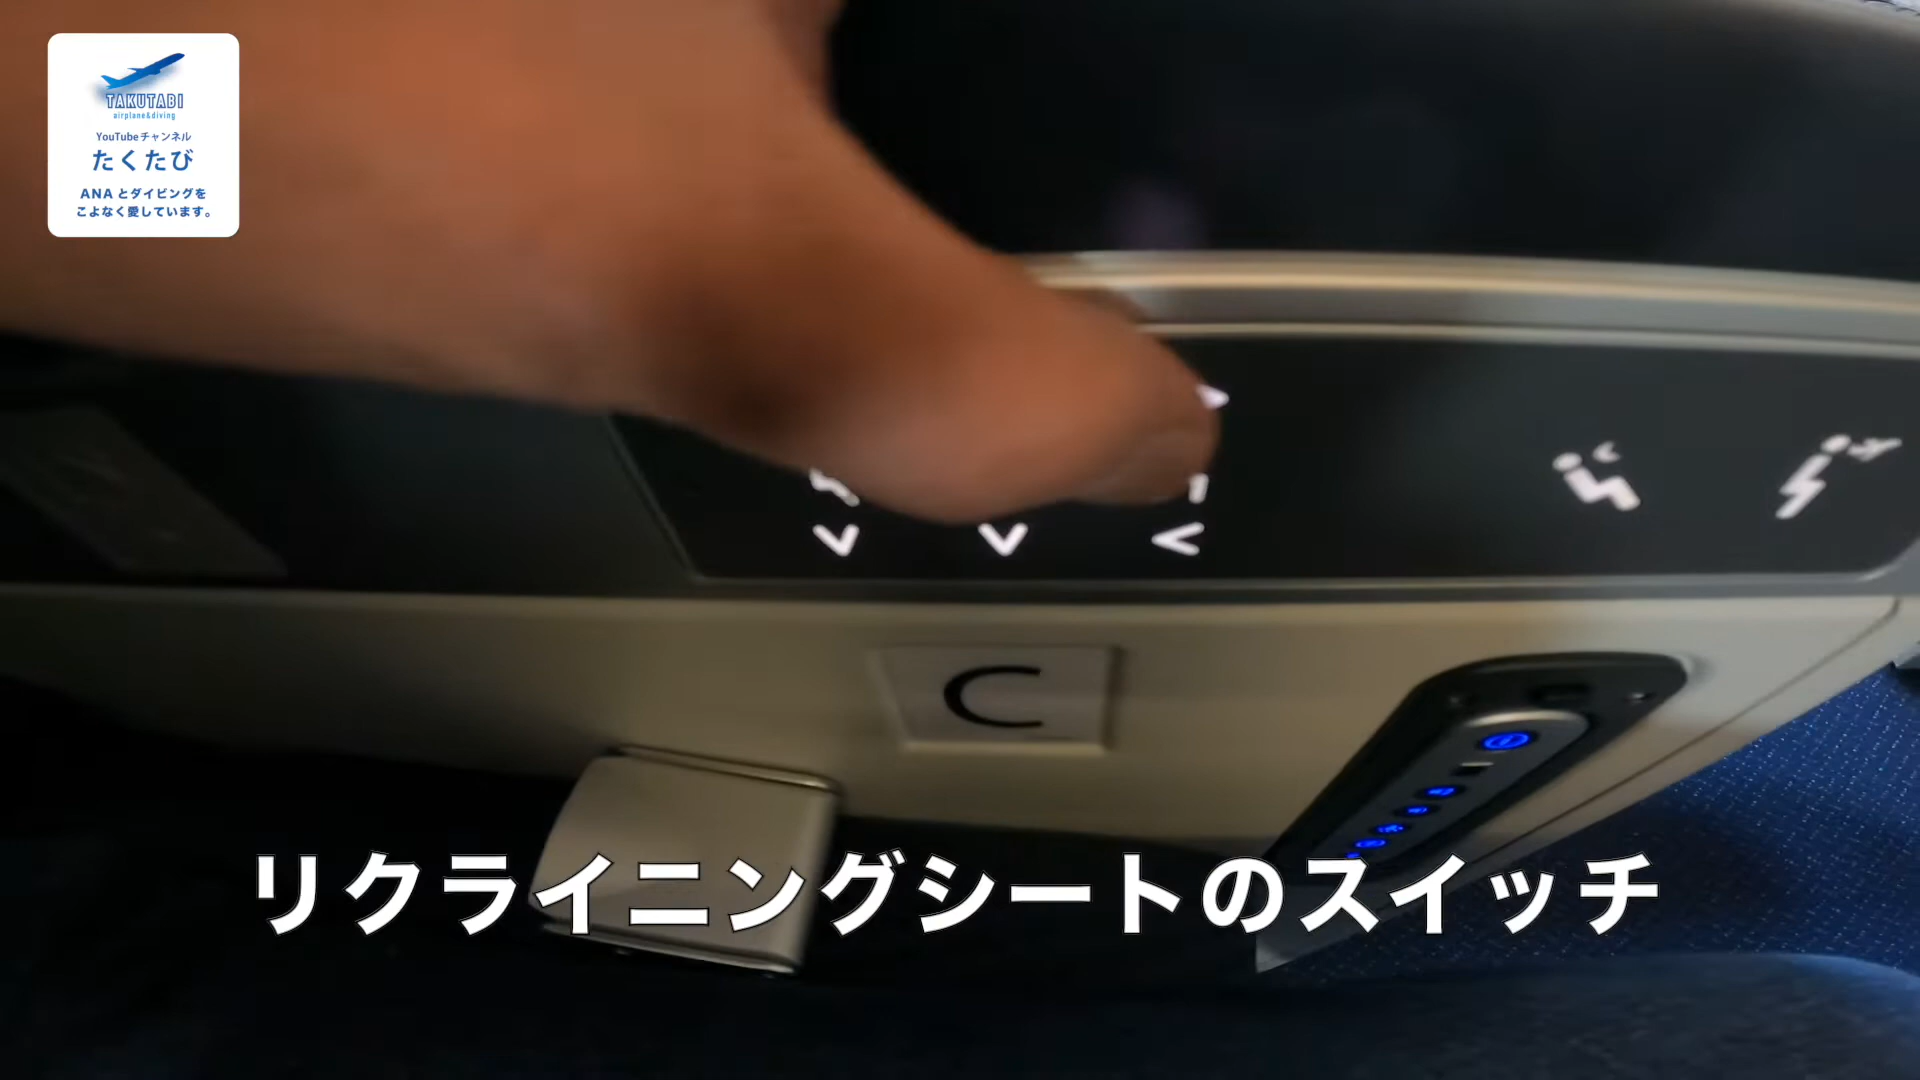 TAKUTABI
airplane&diving
YouTubeチャンネル
たくたび
ANAとダイビングを
こよなく愛しています。
C
リクライニングシートのスイッチ